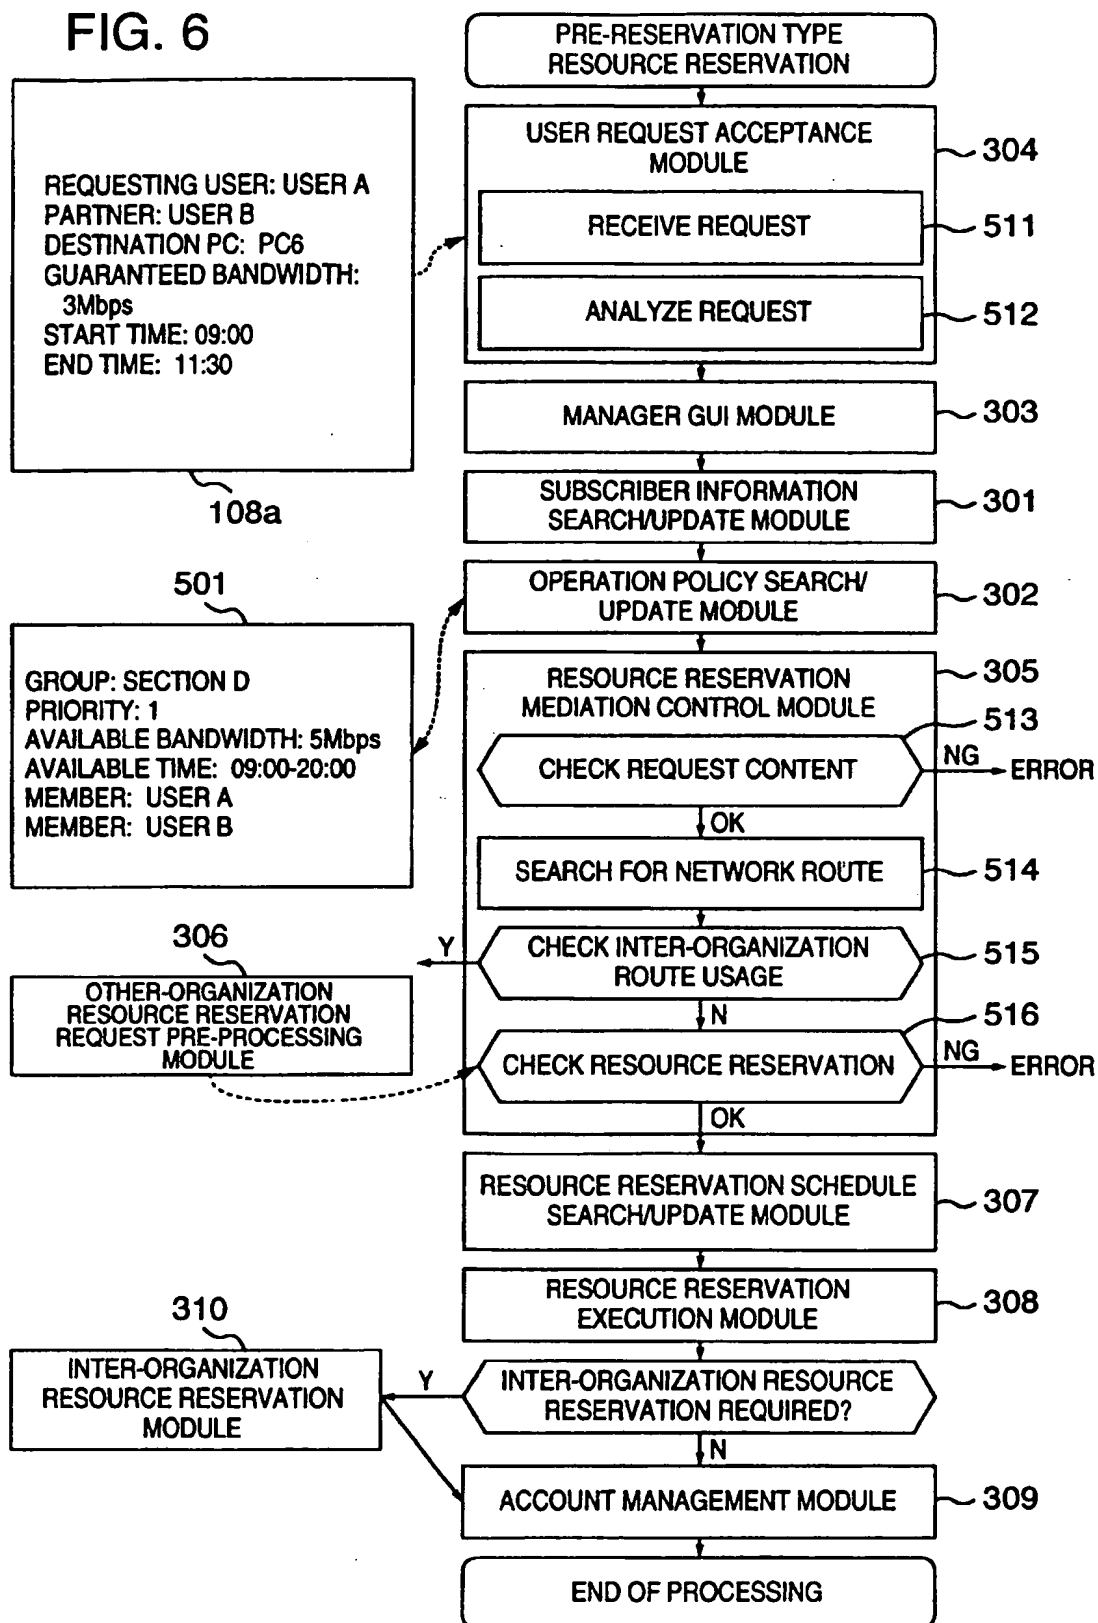 FIG. 6
PRE-RESERVATION TYPE
RESOURCE RESERVATION
REQUESTING USER: USER A
PARTNER: USER B
DESTINATION PC: PC6
GUARANTEED BANDWIDTH:
3Mbps
START TIME: 09:00
END TIME: 11:30
108a
USER REQUEST ACCEPTANCE
MODULE
304
RECEIVE REQUEST
511
ANALYZE REQUEST
512
MANAGER GUI MODULE
303
SUBSCRIBER INFORMATION
SEARCH/UPDATE MODULE
301
OPERATION POLICY SEARCH/
UPDATE MODULE
302
501
GROUP: SECTION D
PRIORITY: 1
AVAILABLE BANDWIDTH: 5Mbps
AVAILABLE TIME: 09:00-20:00
MEMBER: USER A
MEMBER: USER B
RESOURCE RESERVATION
MEDIATION CONTROL MODULE
305
513
CHECK REQUEST CONTENT
NG
ERROR
OK
SEARCH FOR NETWORK ROUTE
514
CHECK INTER-ORGANIZATION
ROUTE USAGE
515
Y
N
306
OTHER-ORGANIZATION
RESOURCE RESERVATION
REQUEST PRE-PROCESSING
MODULE
516
CHECK RESOURCE RESERVATION
NG
ERROR
OK
RESOURCE RESERVATION SCHEDULE
SEARCH/UPDATE MODULE
307
RESOURCE RESERVATION
EXECUTION MODULE
308
310
INTER-ORGANIZATION
RESOURCE RESERVATION
MODULE
Y
INTER-ORGANIZATION RESOURCE
RESERVATION REQUIRED?
N
ACCOUNT MANAGEMENT MODULE
309
END OF PROCESSING